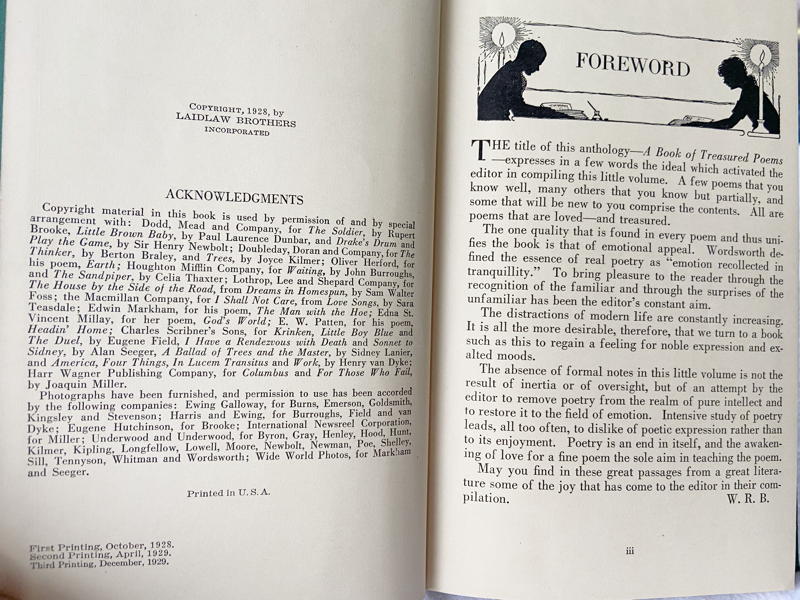 COPYRIGHT, 1928, by
LAIDLAW BROTHERS
INCORPORATED
ACKNOWLEDGMENTS
Copyright material in this book is used by permission of and by special
arrangement with: Dodd, Mead and Company, for The Soldier, by Rupert
Brooke, Little Brown Baby, by Paul Laurence Dunbar, and Drake's Drum and
Play the Game, by Sir Henry Newbolt; Doubleday, Doran and Company, for The
Thinker, by Berton Braley, and Trees, by Joyce Kilmer; Oliver Herford, for
his poem, Earth; Houghton Mifflin Company, for Waiting, by John Burroughs,
and The Sandpiper, by Celia Thaxter; Lothrop, Lee and Shepard Company, for
The House by the Side of the Road, from Dreams in Homespun, by Sam Walter
Foss; the Macmillan Company, for I Shall Not Care, from Love Songs, by Sara
Teasdale; Edwin Markham, for his poem, The Man with the Hoe; Edna St.
Vincent Millay, for her poem, God's World; E. W. Patten, for his poem,
Headin' Home; Charles Scribner's Sons, for Krinken, Little Boy Blue and
The Duel, by Eugene Field, I Have a Rendezvous with Death and Sonnet to
Sidney, by Alan Seeger, A Ballad of Trees and the Master, by Sidney Lanier,
and America, Four Things, In Lucem Transitus and Work, by Henry van Dyke;
Harr Wagner Publishing Company, for Columbus and For Those Who Fail,
by Joaquin Miller.
Photographs have been furnished, and permission to use has been accorded
by the following companies: Ewing Galloway, for Burns, Emerson, Goldsmith,
Kingsley and Stevenson; Harris and Ewing, for Burroughs, Field and van
Dyke; Eugene Hutchinson, for Brooke; International Newsreel Corporation,
for Miller; Underwood and Underwood, for Byron, Gray, Henley, Hood, Hunt,
Kilmer, Kipling, Longfellow, Lowell, Moore, Newbolt, Newman, Poe, Shelley,
Sill, Tennyson, Whitman and Wordsworth; Wide World Photos, for Markham
and Seeger.
Printed in U. S. A.
First Printing, October, 1928.
Second Printing, April, 1929.
Third Printing, December, 1929.
FOREWORD
THE title of this anthology—A Book of Treasured Poems
—expresses in a few words the ideal which activated the
editor in compiling this little volume. A few poems that you
know well, many others that you know but partially, and
some that will be new to you comprise the contents. All are
poems that are loved—and treasured.
The one quality that is found in every poem and thus uni-
fies the book is that of emotional appeal. Wordsworth de-
fined the essence of real poetry as "emotion recollected in
tranquillity." To bring pleasure to the reader through the
recognition of the familiar and through the surprises of the
unfamiliar has been the editor's constant aim.
The distractions of modern life are constantly increasing.
It is all the more desirable, therefore, that we turn to a book
such as this to regain a feeling for noble expression and ex-
alted moods.
The absence of formal notes in this little volume is not the
result of inertia or of oversight, but of an attempt by the
editor to remove poetry from the realm of pure intellect and
to restore it to the field of emotion. Intensive study of poetry
leads, all too often, to dislike of poetic expression rather than
to its enjoyment. Poetry is an end in itself, and the awaken-
ing of love for a fine poem the sole aim in teaching the poem.
May you find in these great passages from a great litera-
ture some of the joy that has come to the editor in their com-
pilation. W. R. B.
iii